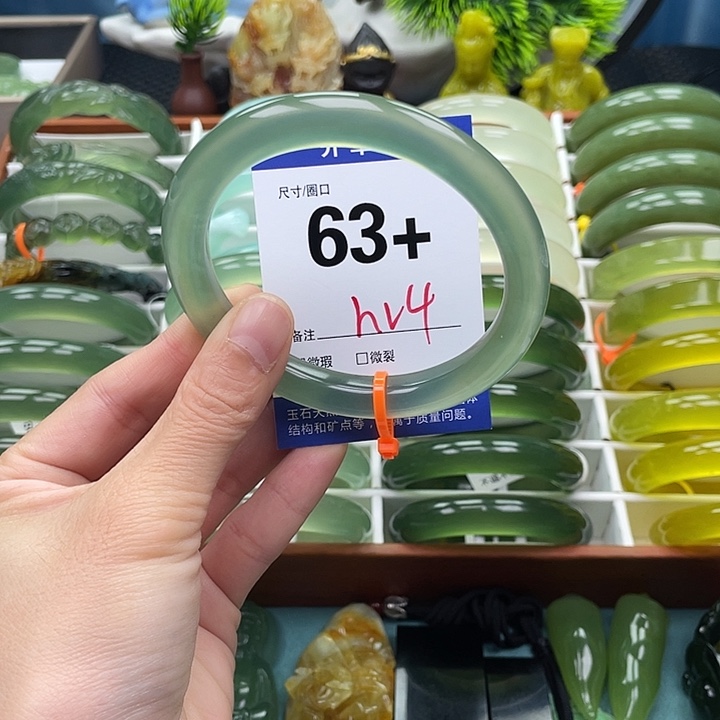 尺寸/圈口
63+
备注 hv4
微瑕 □微裂
玉石天然
结构和矿点等，属于质量问题。